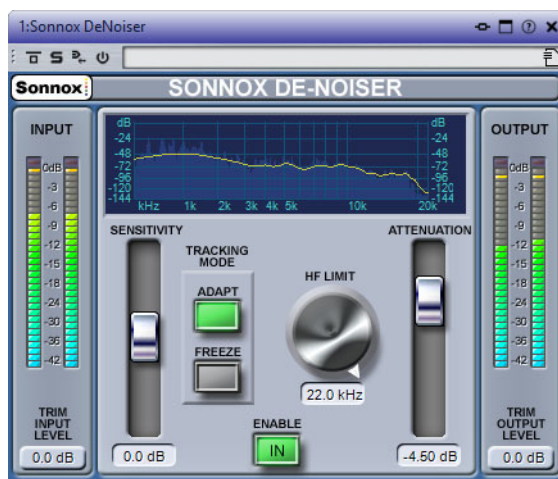 1:Sonnox DeNoiser
Sonnox
SONNOX DE-NOISER
INPUT
0dB
-3
-6
-9
-12
-15
-18
-24
-30
-36
-42
TRIM
INPUT
LEVEL
0.0 dB
dB dB
-24 -24
-48 -48
-72 -72
-96 -96
-120 -120
-144 -144
kHz 1k 2k 3k 4k 5k 10k 20k
SENSITIVITY
0.0 dB
TRACKING
MODE
ADAPT
FREEZE
HF LIMIT
22.0 kHz
ENABLE
IN
ATTENUATION
-4.50 dB
OUTPUT
0dB
-3
-6
-9
-12
-15
-18
-24
-30
-36
-42
TRIM
OUTPUT
LEVEL
0.0 dB